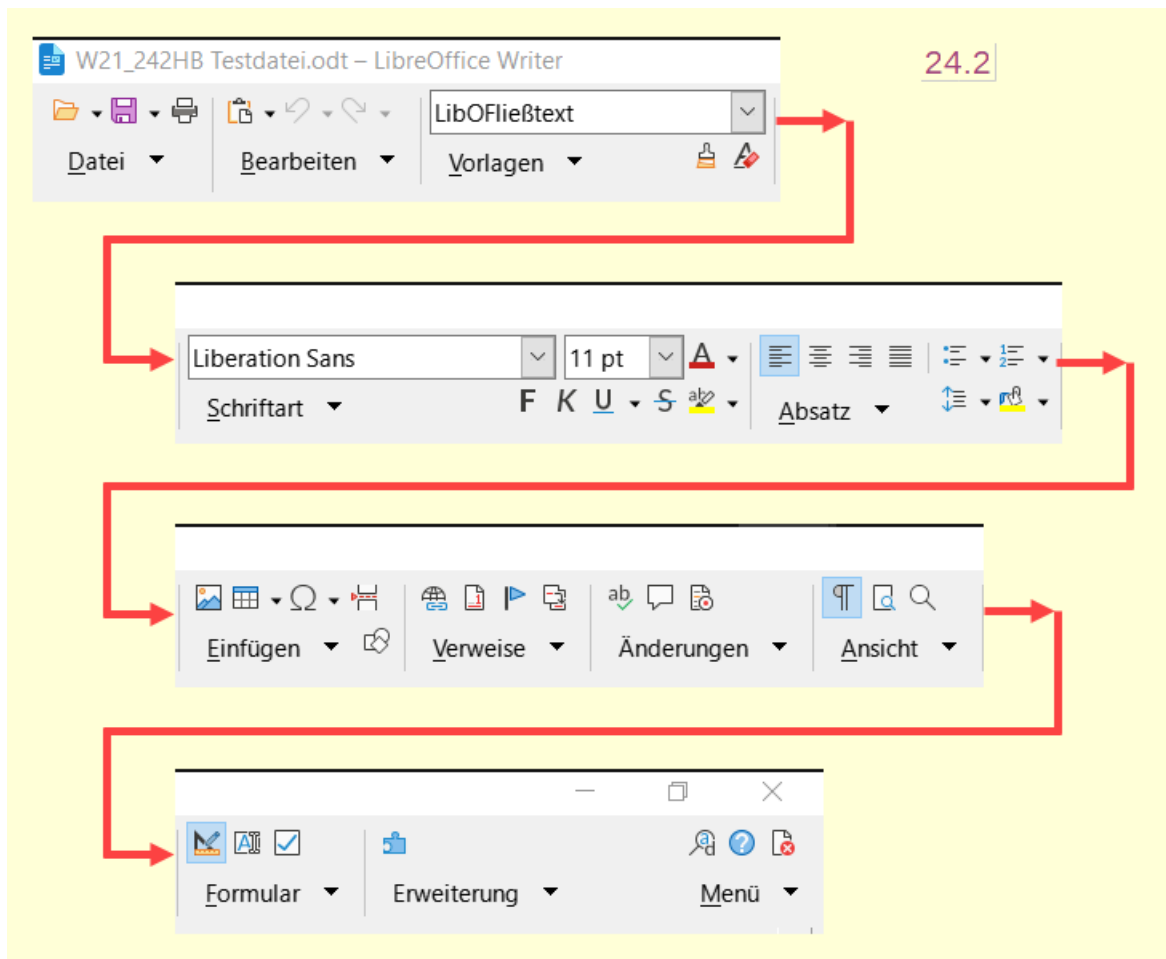 W21_242HB Testdatei.odt – LibreOffice Writer
24.2
LibOFließtext
Datei Bearbeiten Vorlagen
Liberation Sans 11 pt A
Schriftart F K U S ab Absatz
Einfügen Verweise Änderungen Ansicht
Formular Erweiterung Menü